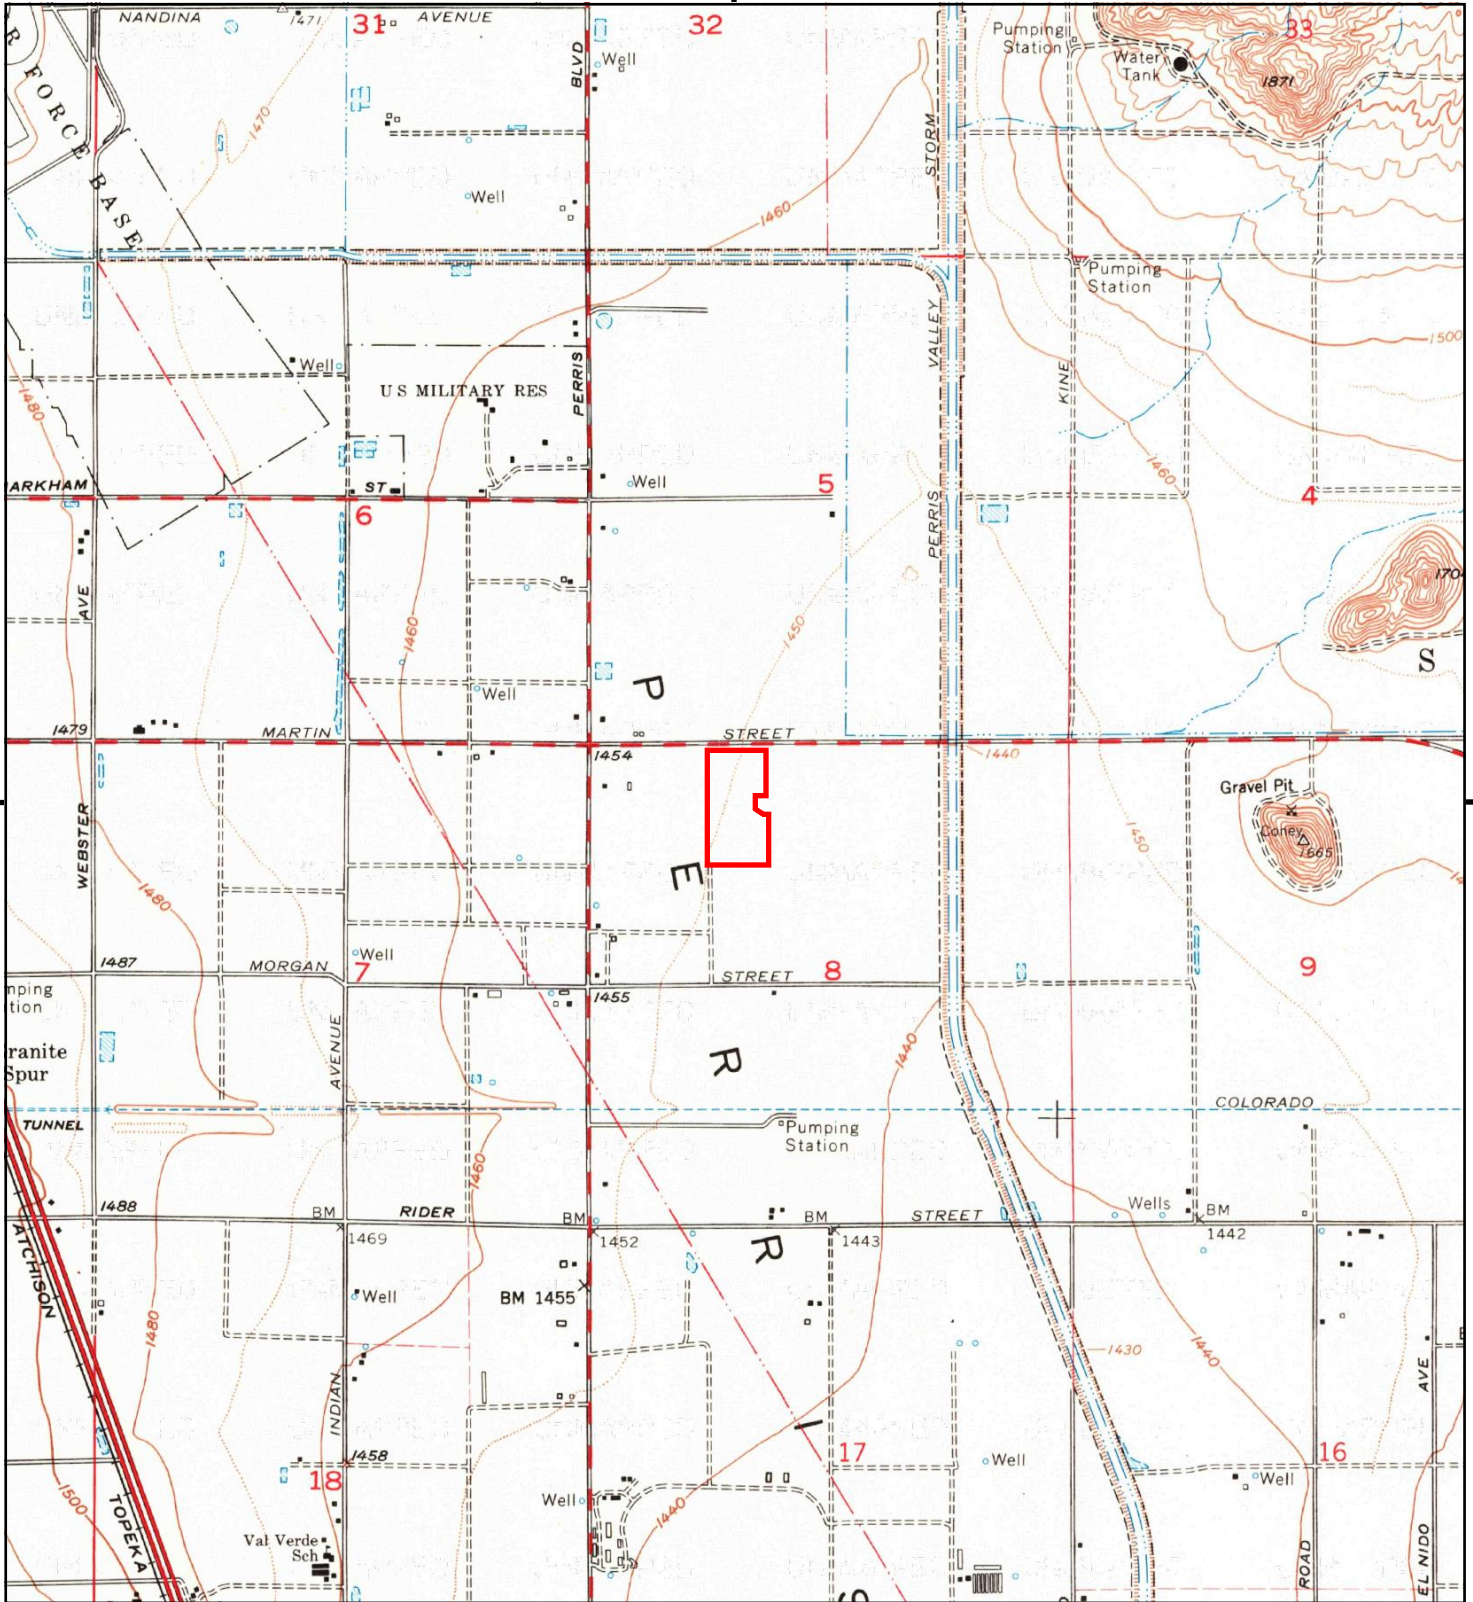 NANDINA
1471
31
AVENUE
32
33
Pumping
Station
Water
Tank
1871
BLVD
Well
R
FORCE BASE
1470
STORM
Well
1460
Pumping
Station
VALLEY
1500
Well
U S MILITARY RES
PERRIS
KINE
1480
1460
ARKHAM
ST
Well
5
4
6
PERRIS
AVE
1704
1460
1450
S
Well
P
1479
MARTIN
STREET
1454
1440
Gravel Pit
Coney
1665
WEBSTER
1450
1480
E
Well
1487
MORGAN
7
STREET
8
9
mping
tion
1455
ranite
Spur
AVENUE
R
1440
COLORADO
TUNNEL
Pumping
Station
1460
1488
BM
RIDER
BM
BM
STREET
Wells
BM
1469
1452
1443
1442
R
ATCHISON
Well
BM 1455
1480
1430
1440
AVE
INDIAN
I
1458
17
16
18
Well
Well
1500
TOPEKA
Well
1440
Val Verde
Sch
ROAD
EL NIDO
S